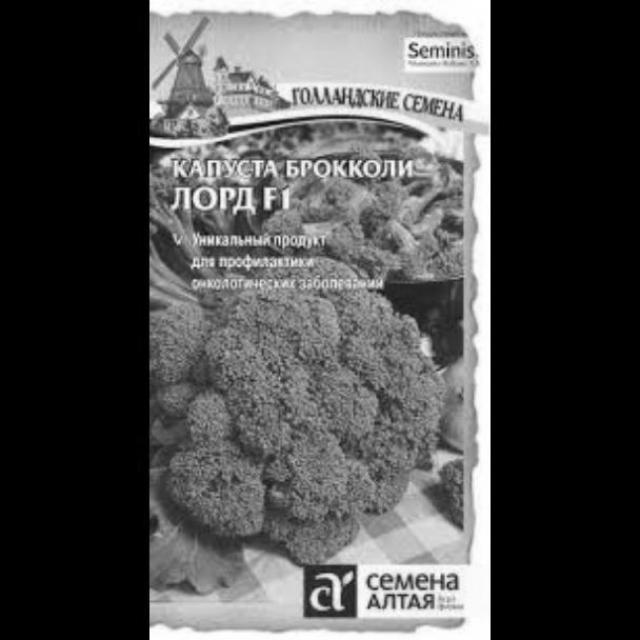 Seminis
ГОЛЛАНДСКИЕ СЕМЕНА
КАПУСТА БРОККОЛИ
ЛОРД F1
Уникальный продукт
для профилактики
онкологических заболеваний
СЕМЕНА
АЛТАЯ